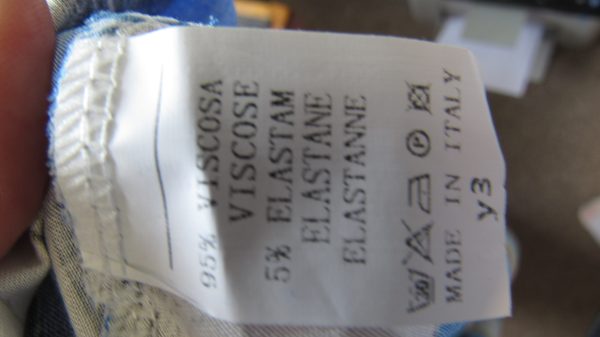 95% VISCOSA
VISCOSE
5% ELASTAM
ELASTANE
ELASTANNE
P
MADE IN ITALY
y3